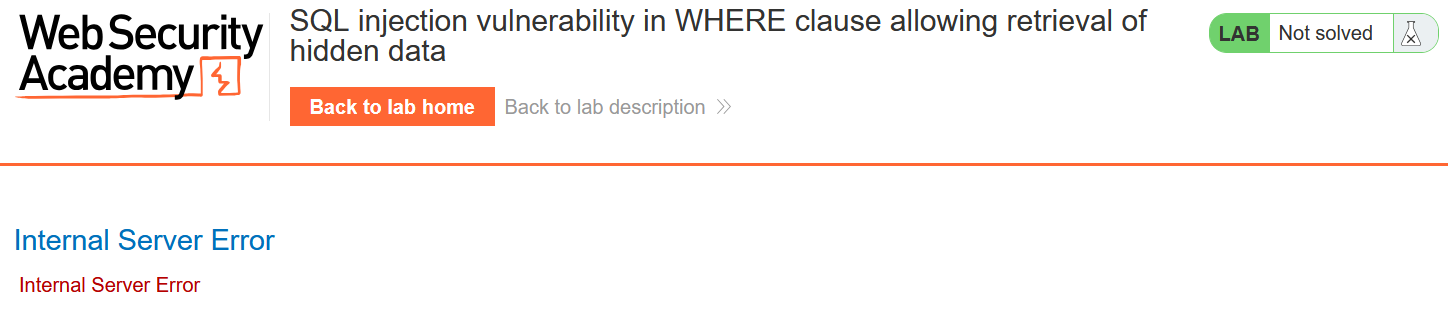 Web Security
Academy
SQL injection vulnerability in WHERE clause allowing retrieval of
hidden data
LAB Not solved
Back to lab home Back to lab description
Internal Server Error
Internal Server Error